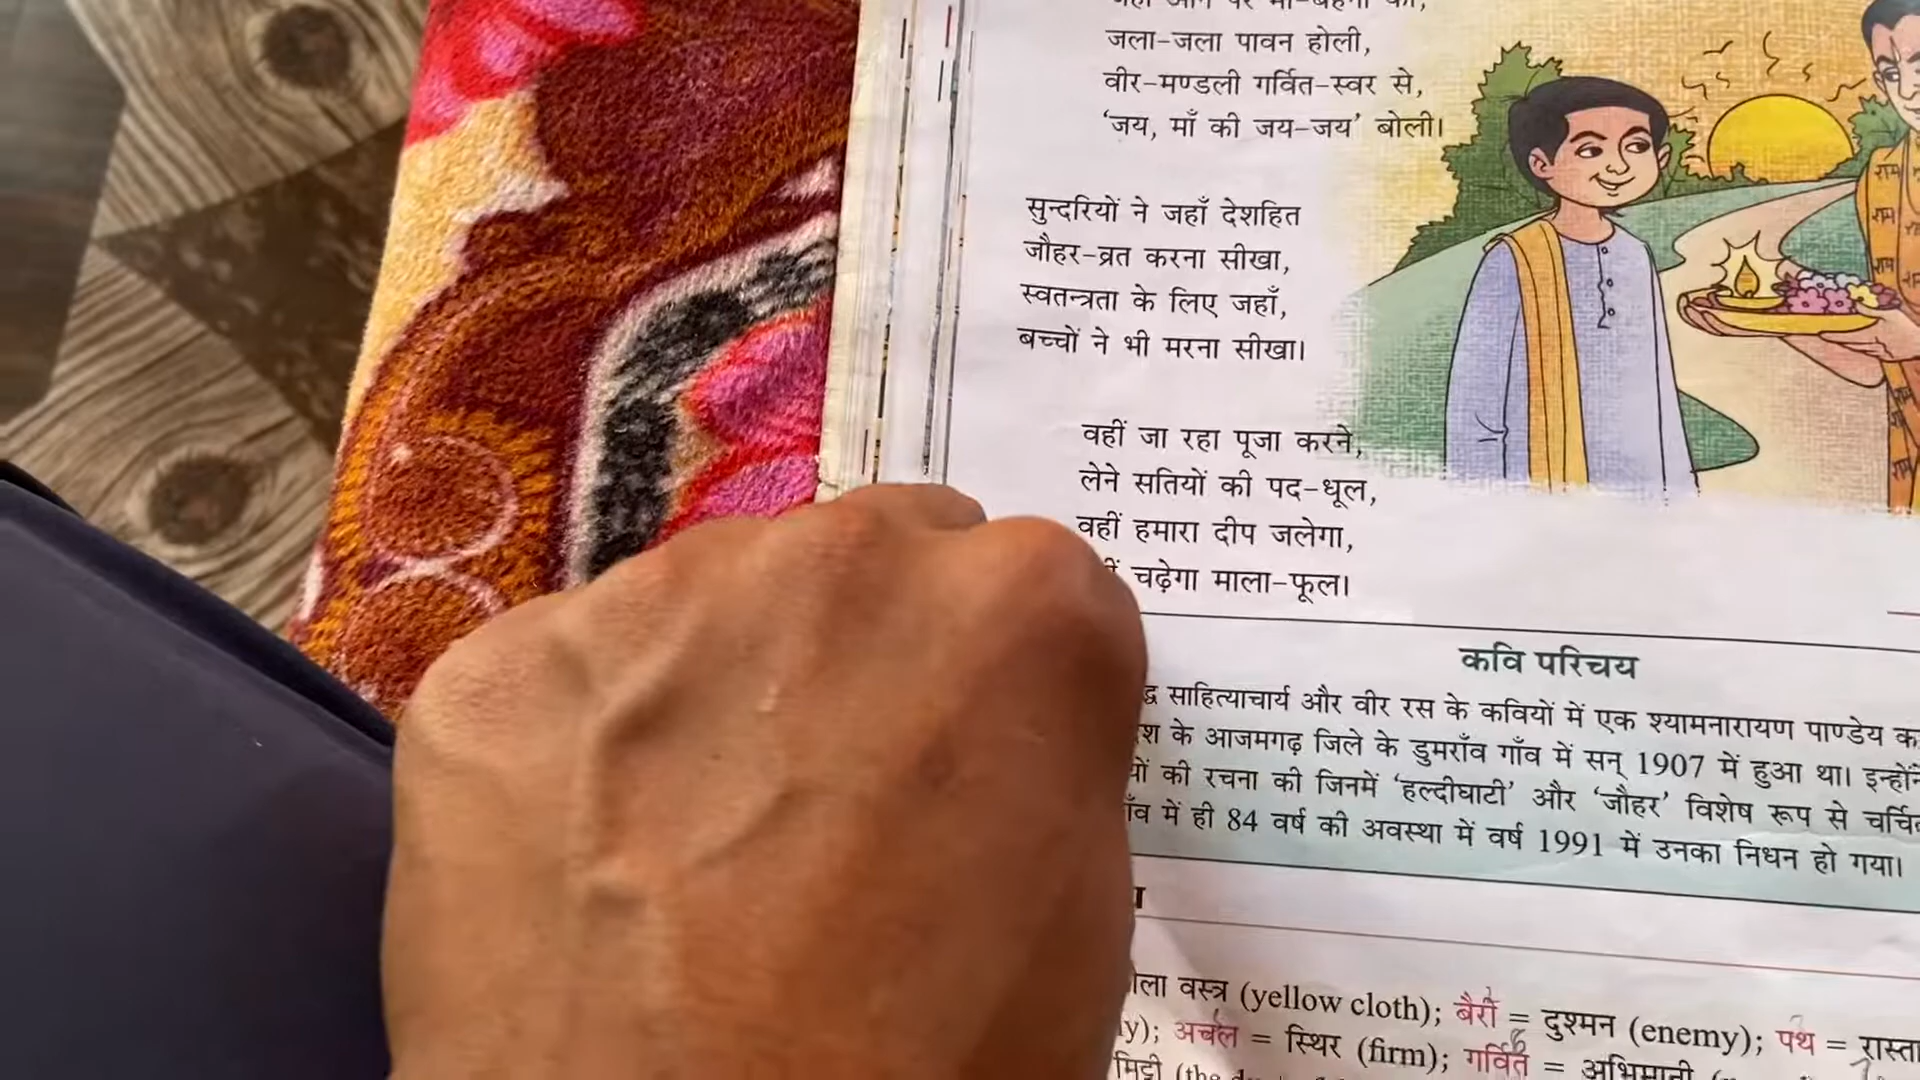 जला-जला पावन होली,
वीर-मण्डली गर्वित-स्वर से,
‘जय, माँ की जय-जय’ बोली।
सुन्दरियों ने जहाँ देशहित
जौहर-व्रत करना सीखा,
स्वतन्त्रता के लिए जहाँ,
बच्चों ने भी मरना सीखा।
वहीं जा रहा पूजा करने,
लेने सतियों की पद-धूल,
वहीं हमारा दीप जलेगा,
चढ़ेगा माला-फूल।
राम
राम
राम
राम
कवि परिचय
साहित्याचार्य और वीर रस के कवियों में एक श्यामनारायण पाण्डेय
के आजमगढ़ जिले के डुमराँव गाँव में सन् 1907 में हुआ था। इन्होंने
की रचना की जिनमें ‘हल्दीघाटी’ और ‘जौहर’ विशेष रूप से
में ही 84 वर्ष की अवस्था में वर्ष 1991 में उनका निधन हो गया।
वस्त्र (yellow cloth); बैरी = दुश्मन (enemy); पथ = रास्ता
अचल = स्थिर (firm); गर्वित = अभिमानी
मिट्टी (the